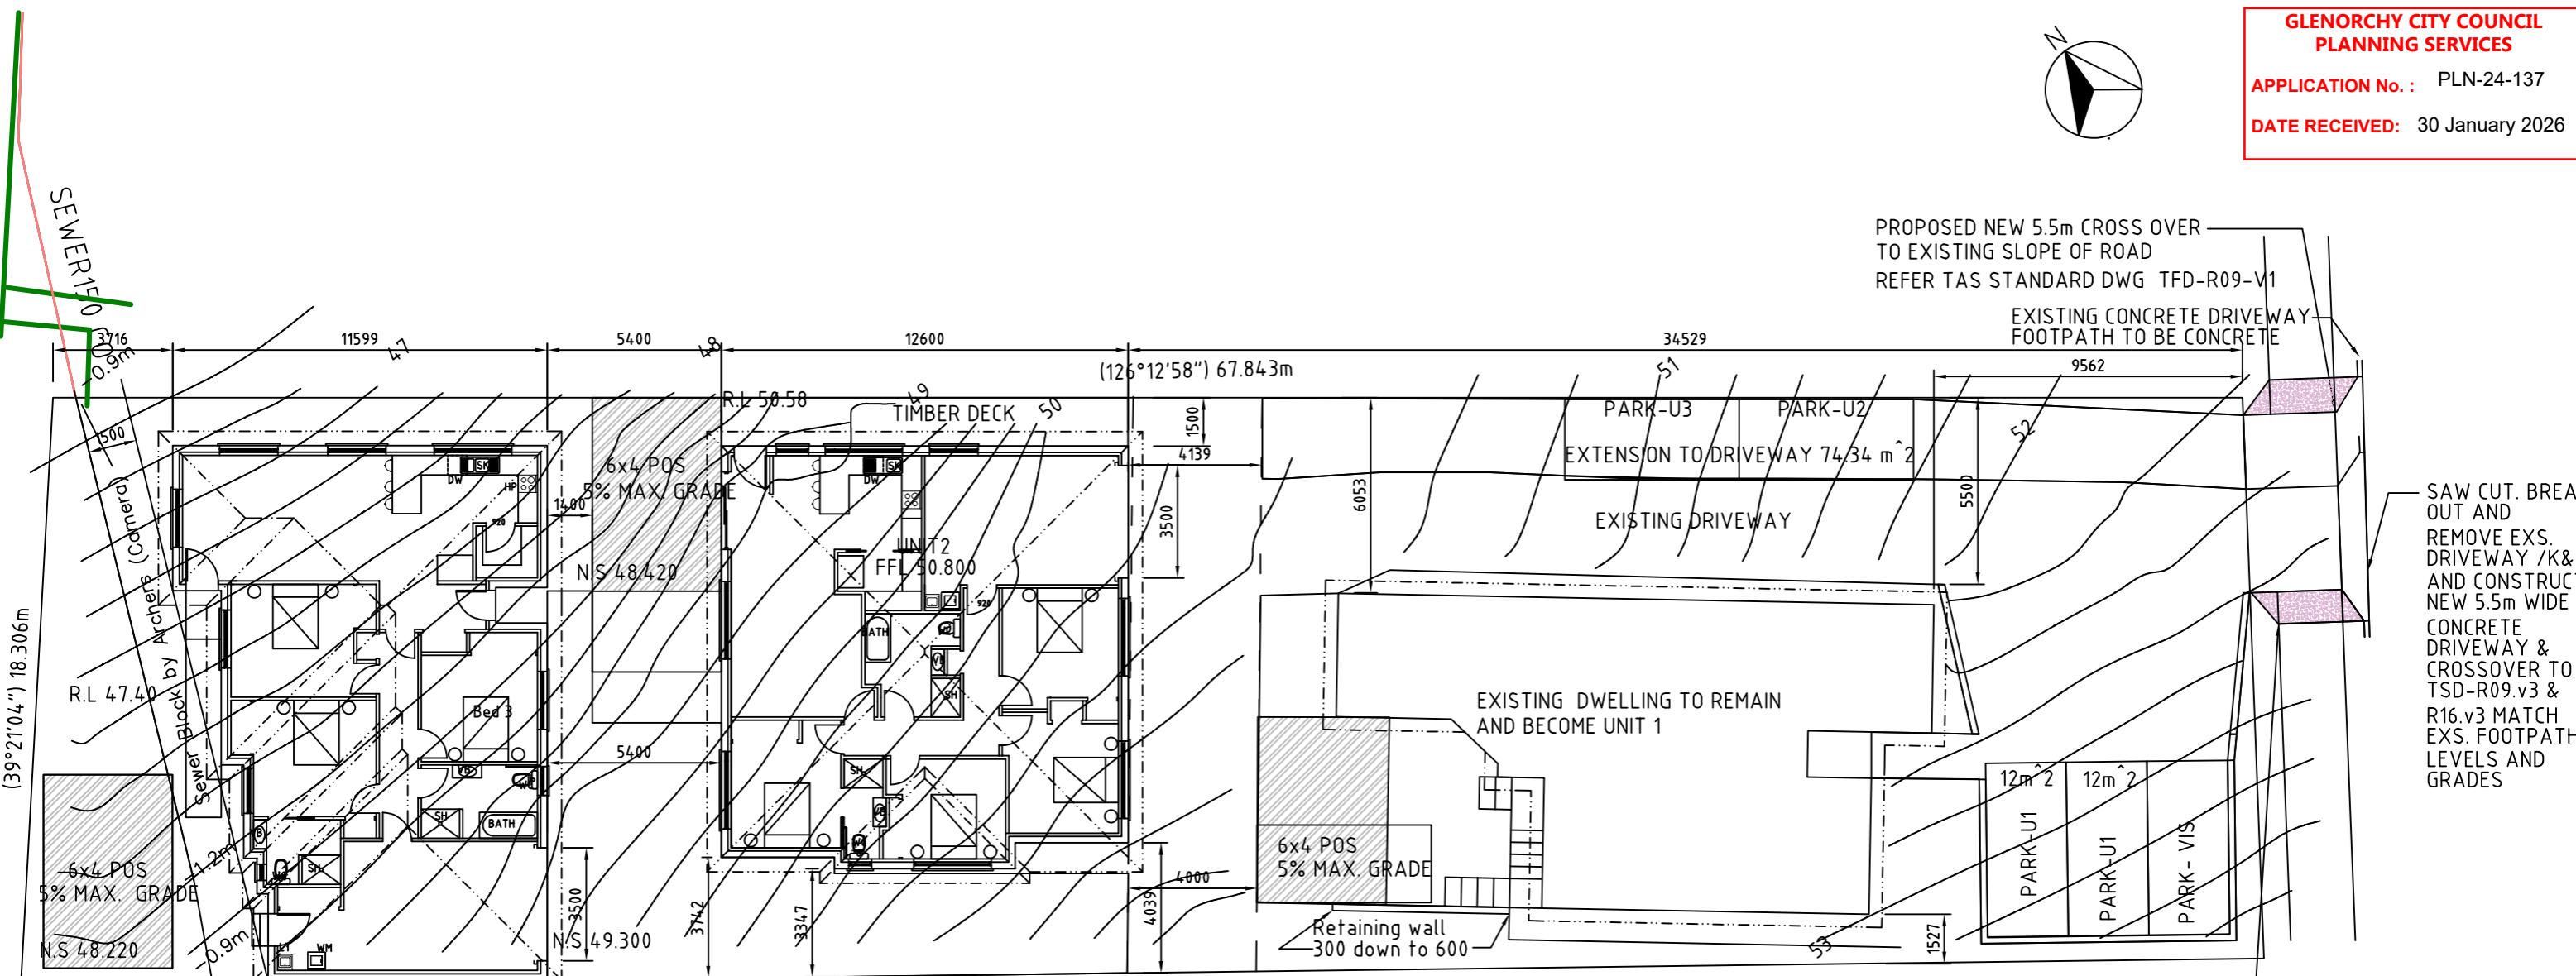 GLENORCHY CITY COUNCIL
PLANNING SERVICES
APPLICATION No. : PLN-24-137
DATE RECEIVED: 30 January 2026
N
PROPOSED NEW 5.5m CROSS OVER
TO EXISTING SLOPE OF ROAD
REFER TAS STANDARD DWG TFD-R09-V1
EXISTING CONCRETE DRIVEWAY
FOOTPATH TO BE CONCRETE
SEWER150
-0.9m
3716
11599
5400
12600
34529
9562
47
48
49
50
51
52
53
(126°12'58") 67.843m
R.L 50.58
TIMBER DECK
1500
4139
3500
6053
5500
PARK-U3
PARK-U2
EXTENSION TO DRIVEWAY 74.34 m^2
EXISTING DRIVEWAY
SAW CUT. BREA
OUT AND
REMOVE EXS.
DRIVEWAY /K&
AND CONSTRUC
NEW 5.5m WIDE
CONCRETE
DRIVEWAY &
CROSSOVER TO
TSD-R09.v3 &
R16.v3 MATCH
EXS. FOOTPATH
LEVELS AND
GRADES
1500
SK
DW
HP
920
6x4 POS
5% MAX. GRADE
1400
N.S 48.420
SK
DW
UNIT2
FFL 50.800
920
BATH
SH
SH
Sewer Block by Archers (Comera)
(39°21'04") 18.306m
R.L 47.40
Bed 3
SH
BATH
5400
EXISTING DWELLING TO REMAIN
AND BECOME UNIT 1
6x4 POS
5% MAX. GRADE
4000
4039
12m^2
12m^2
PARK-U1
PARK-U1
PARK- VIS
1527
Retaining wall
300 down to 600
6x4 POS
5% MAX. GRADE
-1.2m
N.S 48.220
-0.9m
SH
WM
3500
N.S 49.300
3742
3347